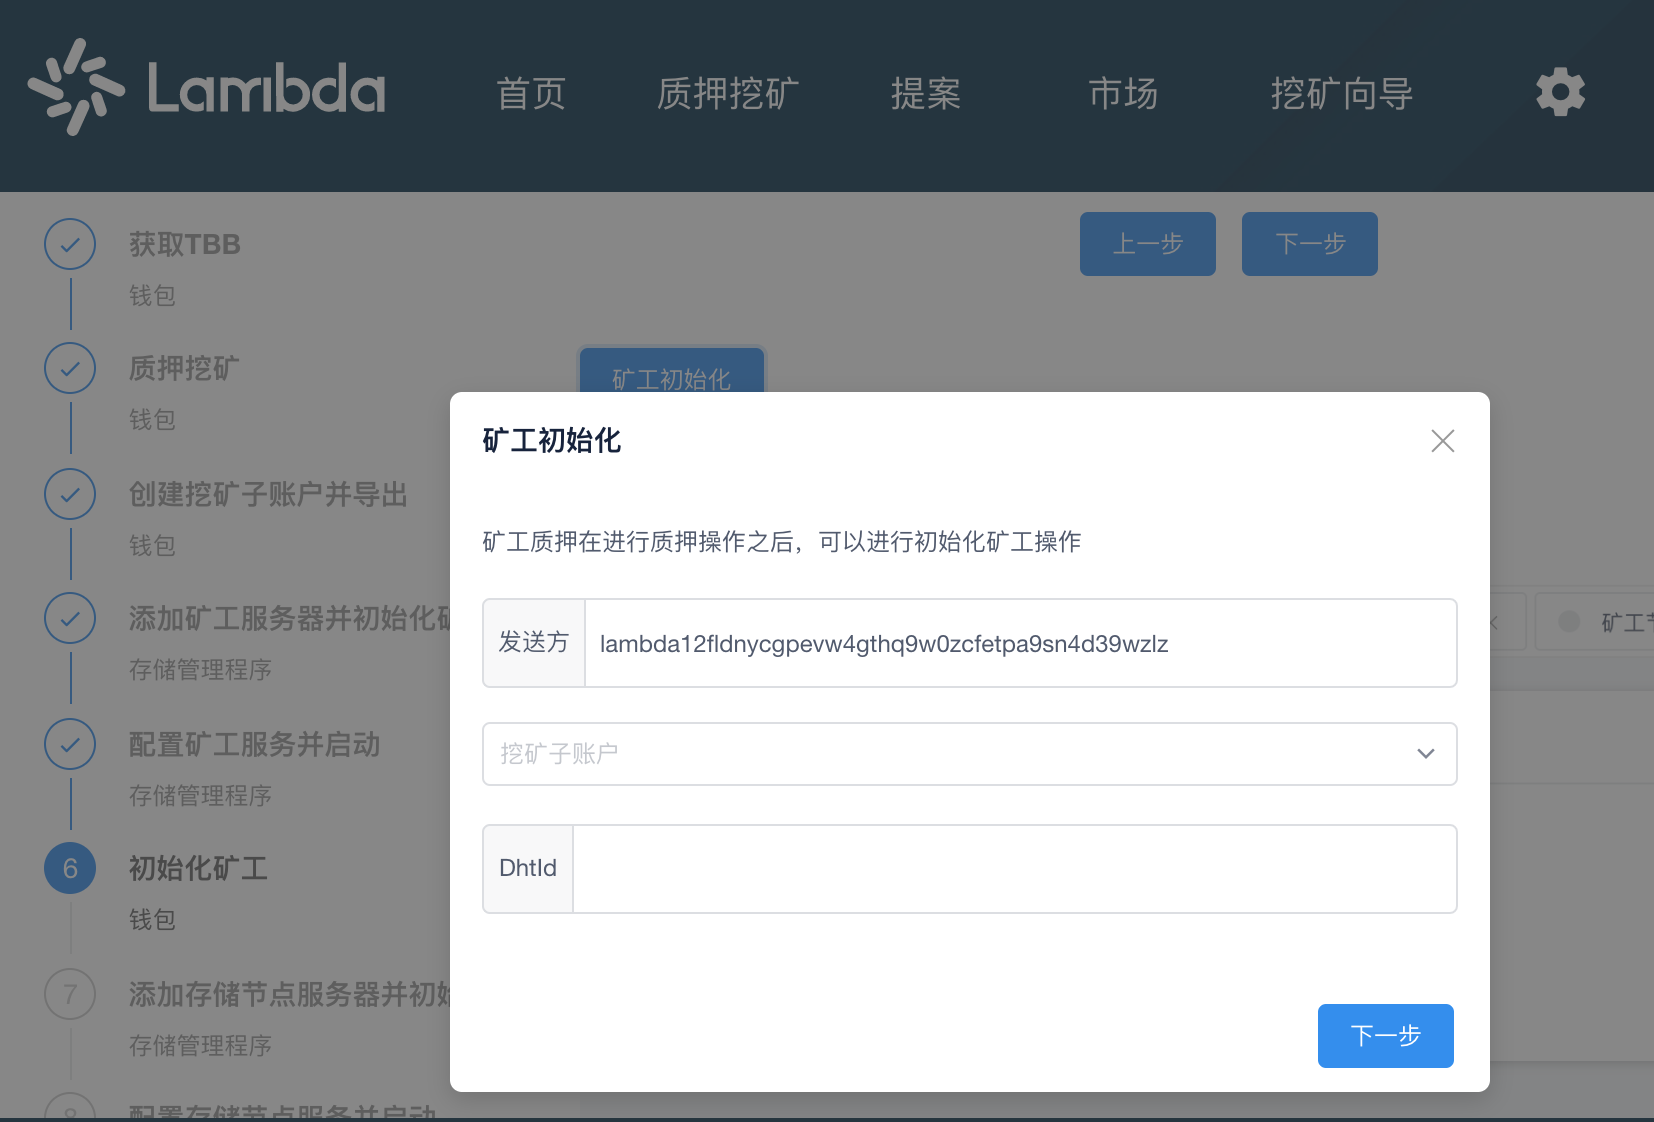 Lambda
首页
质押挖矿
提案
市场
挖矿向导
获取TBB
钱包
质押挖矿
钱包
创建挖矿子账户并导出
钱包
添加矿工服务器并初始化
存储管理程序
配置矿工服务并启动
存储管理程序
6
初始化矿工
钱包
7
添加存储节点服务器并初
存储管理程序
8
配置存储节点服务并启动
上一步
下一步
矿工初始化
矿工
矿工初始化
矿工质押在进行质押操作之后，可以进行初始化矿工操作
发送方
lambda12fldnycgpevw4gthq9w0zcfetpa9sn4d39wzlz
挖矿子账户
DhtId
下一步